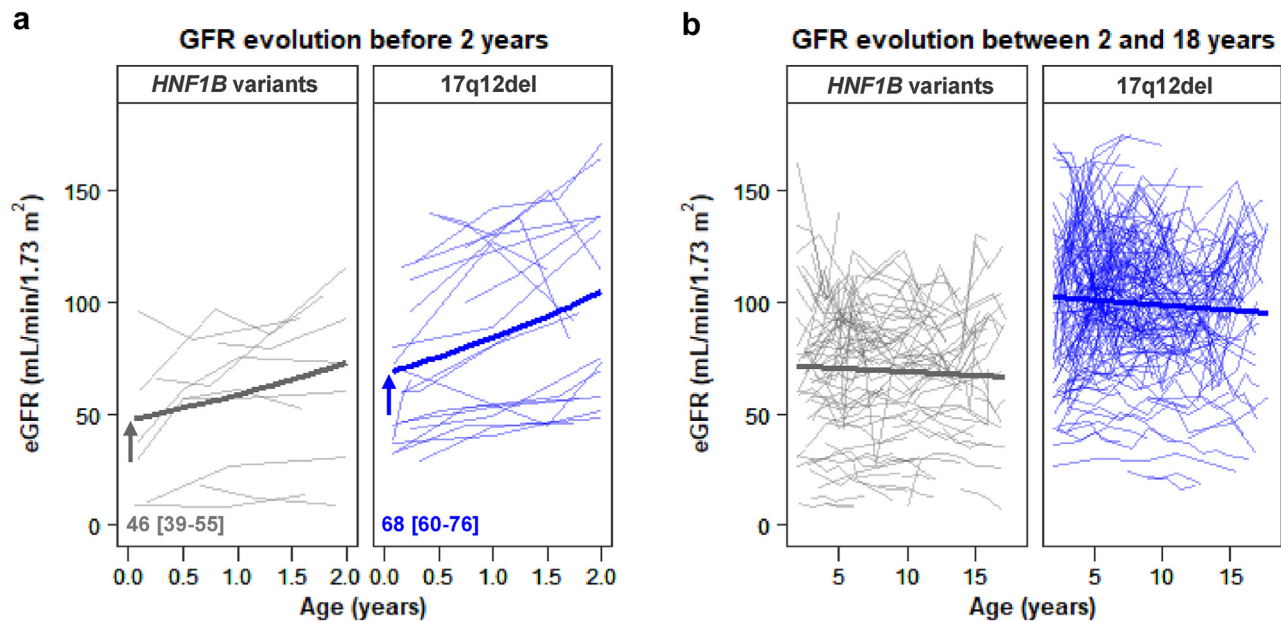 a
GFR evolution before 2 years
HNF1B variants
17q12del
eGFR (mL/min/1.73 m²)
150
100
50
0
46 [39-55]
68 [60-76]
0.0 0.5 1.0 1.5 2.0
0.0 0.5 1.0 1.5 2.0
Age (years)
b
GFR evolution between 2 and 18 years
HNF1B variants
17q12del
eGFR (mL/min/1.73 m²)
150
100
50
0
5 10 15
5 10 15
Age (years)